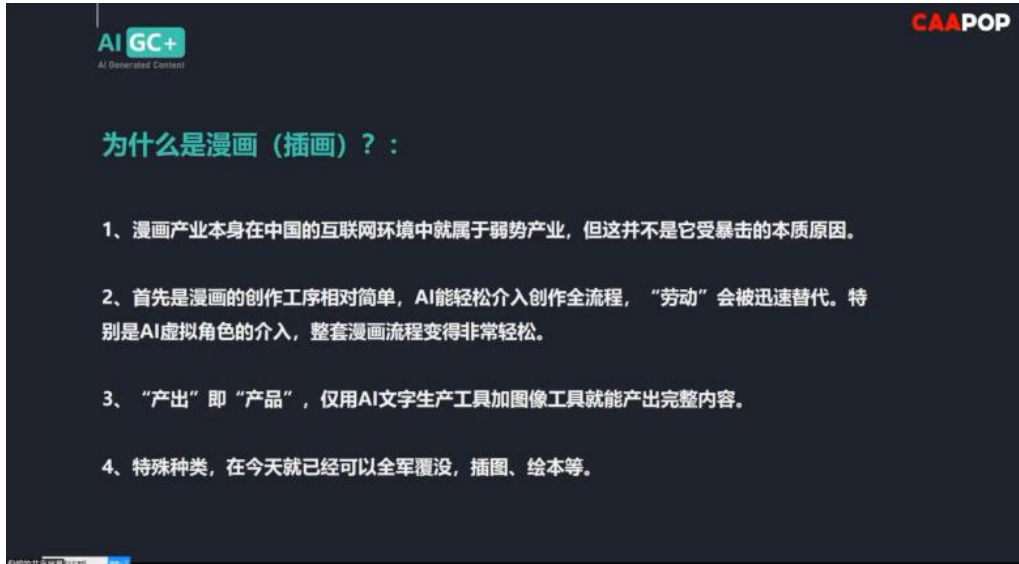 CAAPOP
AI GC+
AI Generated Content
为什么是漫画（插画）？：
1、漫画产业本身在中国的互联网环境中就属于弱势产业，但这并不是它受暴击的本质原因。
2、首先是漫画的创作工序相对简单，AI能轻松介入创作全流程，“劳动”会被迅速替代。特
别是AI虚拟角色的介入，整套漫画流程变得非常轻松。
3、“产出”即“产品”，仅用AI文字生产工具加图像工具就能产出完整内容。
4、特殊种类，在今天就已经可以全军覆没，插图、绘本等。